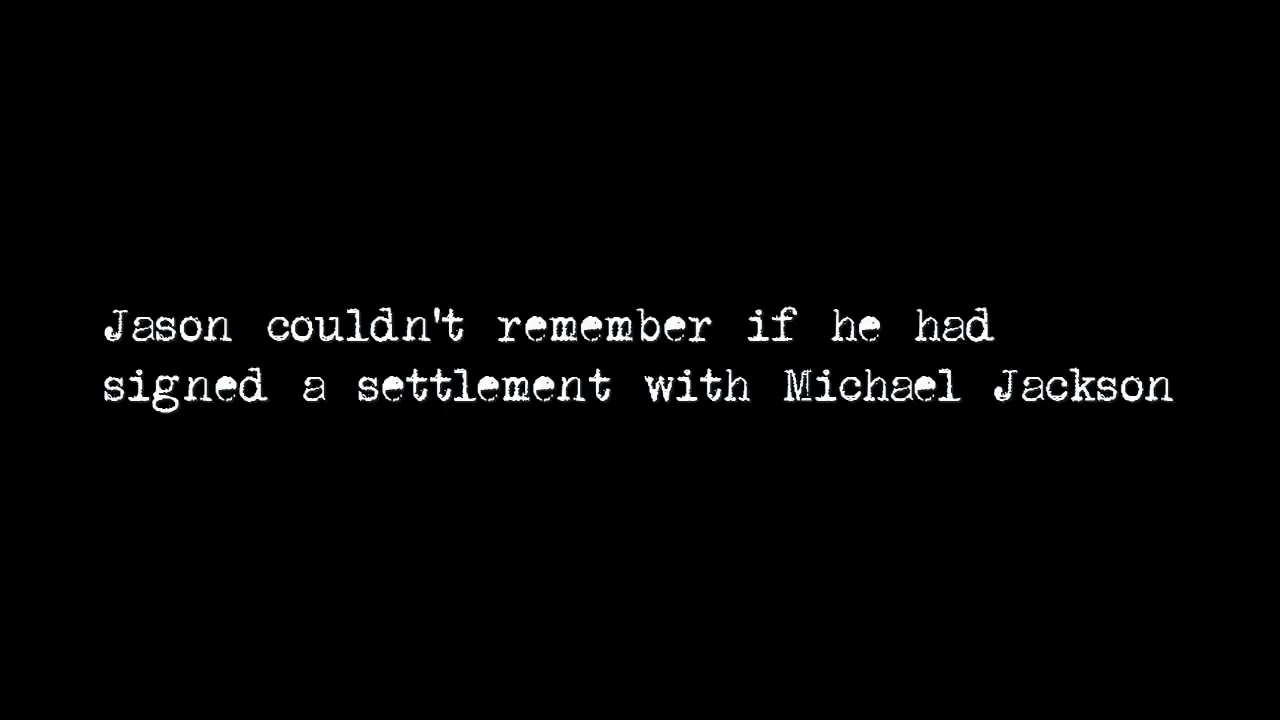 Jason couldn't remember if he had
signed a settlement with Michael Jackson